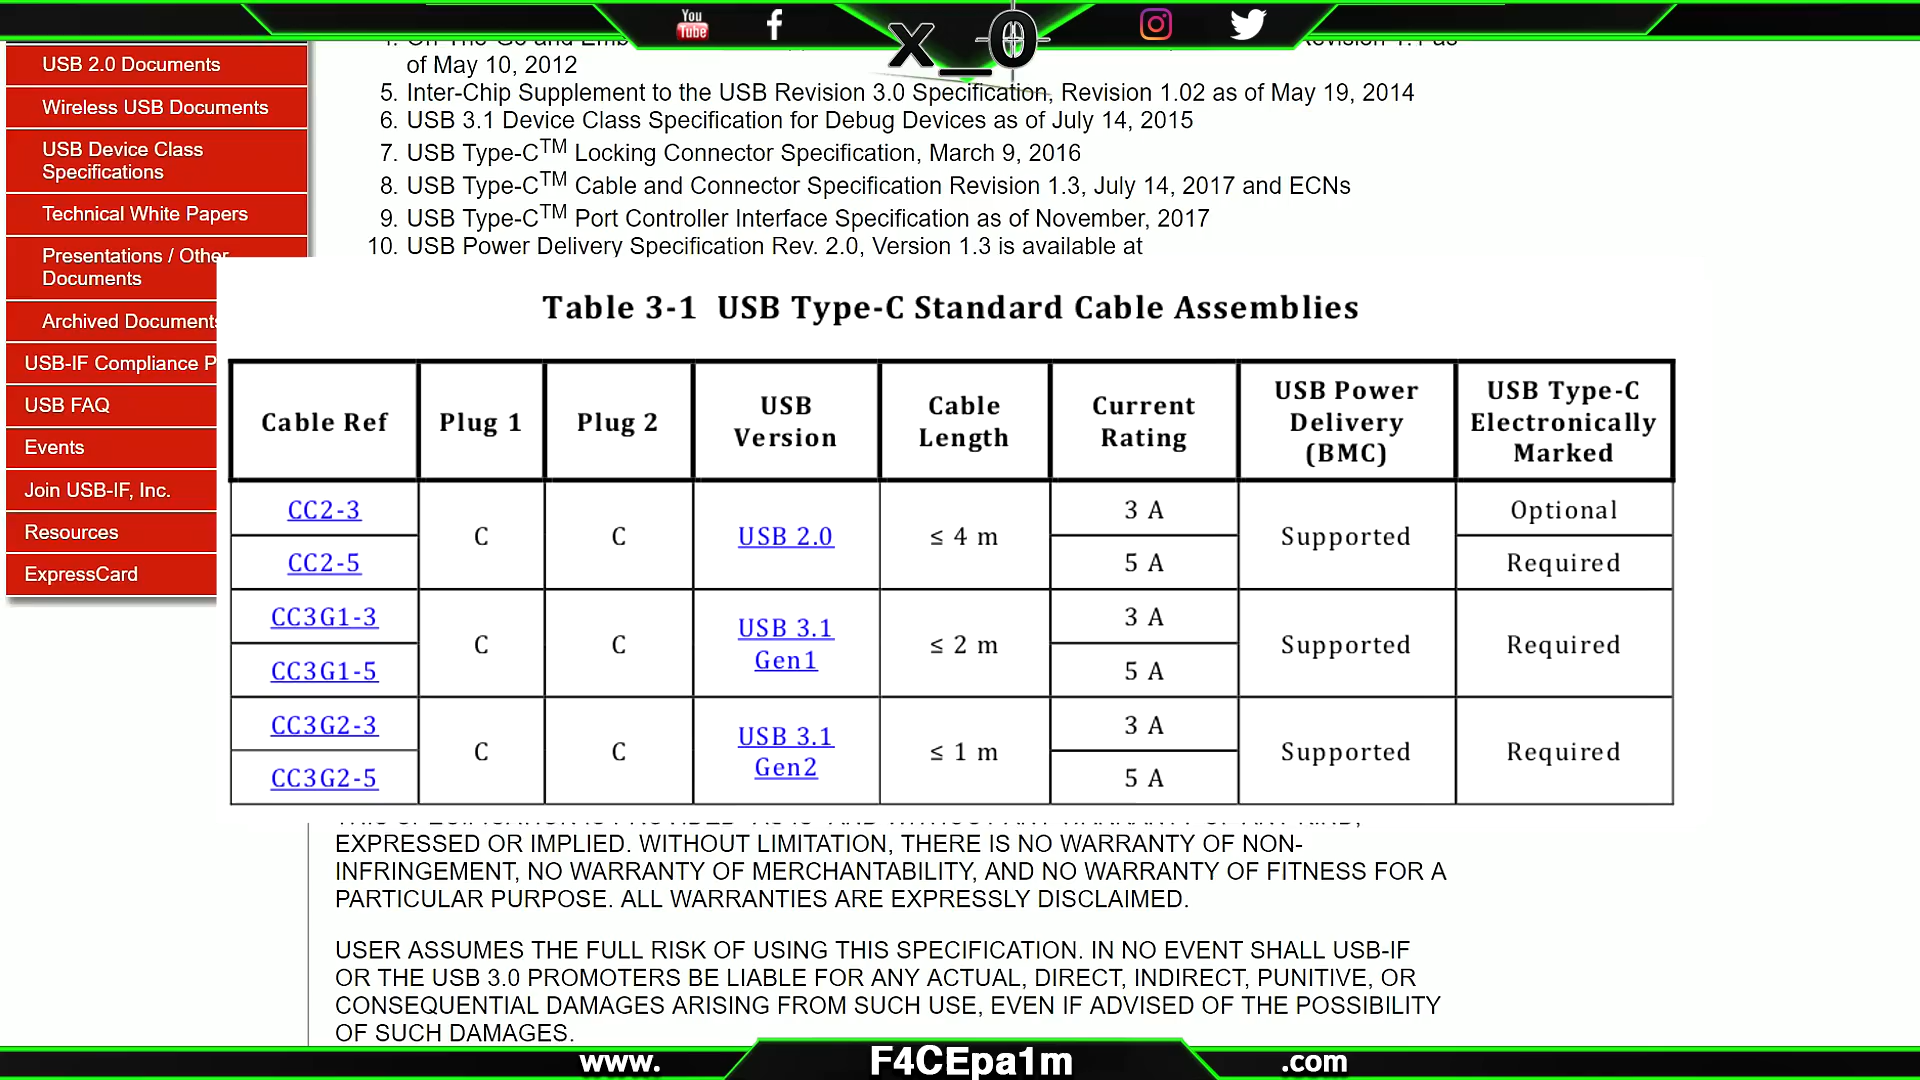 You
Tube
f
x_0
USB 2.0 Documents
Wireless USB Documents
USB Device Class
Specifications
Technical White Papers
Presentations / Other
Documents
Archived Documents
USB-IF Compliance P
USB FAQ
Events
Join USB-IF, Inc.
Resources
ExpressCard
of May 10, 2012
5. Inter-Chip Supplement to the USB Revision 3.0 Specification, Revision 1.02 as of May 19, 2014
6. USB 3.1 Device Class Specification for Debug Devices as of July 14, 2015
7. USB Type-C™ Locking Connector Specification, March 9, 2016
8. USB Type-C™ Cable and Connector Specification Revision 1.3, July 14, 2017 and ECNs
9. USB Type-C™ Port Controller Interface Specification as of November, 2017
10. USB Power Delivery Specification Rev. 2.0, Version 1.3 is available at
Table 3-1 USB Type-C Standard Cable Assemblies
Cable Ref Plug 1 Plug 2 USB Version Cable Length Current Rating USB Power Delivery (BMC) USB Type-C Electronically Marked
CC2-3 C C USB 2.0 ≤ 4 m 3 A Supported Optional
CC2-5 5 A Required
CC3G1-3 C C USB 3.1 Gen1 ≤ 2 m 3 A Supported Required
CC3G1-5 5 A
CC3G2-3 C C USB 3.1 Gen2 ≤ 1 m 3 A Supported Required
CC3G2-5 5 A
EXPRESSED OR IMPLIED. WITHOUT LIMITATION, THERE IS NO WARRANTY OF NON-
INFRINGEMENT, NO WARRANTY OF MERCHANTABILITY, AND NO WARRANTY OF FITNESS FOR A
PARTICULAR PURPOSE. ALL WARRANTIES ARE EXPRESSLY DISCLAIMED.
USER ASSUMES THE FULL RISK OF USING THIS SPECIFICATION. IN NO EVENT SHALL USB-IF
OR THE USB 3.0 PROMOTERS BE LIABLE FOR ANY ACTUAL, DIRECT, INDIRECT, PUNITIVE, OR
CONSEQUENTIAL DAMAGES ARISING FROM SUCH USE, EVEN IF ADVISED OF THE POSSIBILITY
OF SUCH DAMAGES.
www. F4CEpa1m .com